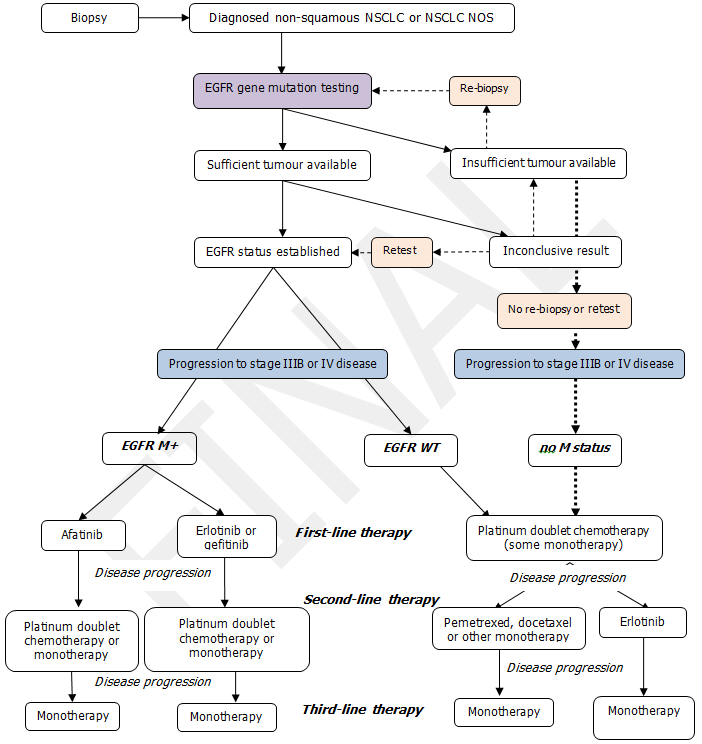 Biopsy
Diagnosed non-squamous NSCLC or NSCLC NOS
EGFR gene mutation testing
Re-biopsy
Sufficient tumour available
Insufficient tumour available
EGFR status established
Retest
Inconclusive result
No re-biopsy or retest
Progression to stage IIIB or IV disease
Progression to stage IIIB or IV disease
EGFR M+
EGFR WT
no M status
Afatinib
Erlotinib or
gefitinib
First-line therapy
Platinum doublet chemotherapy
(some monotherapy)
Disease progression
Disease progression
Second-line therapy
Platinum doublet
chemotherapy or
monotherapy
Platinum doublet
chemotherapy or
monotherapy
Pemetrexed, docetaxel
or other monotherapy
Erlotinib
Disease progression
Disease progression
Monotherapy
Monotherapy
Third-line therapy
Monotherapy
Monotherapy
FINAL